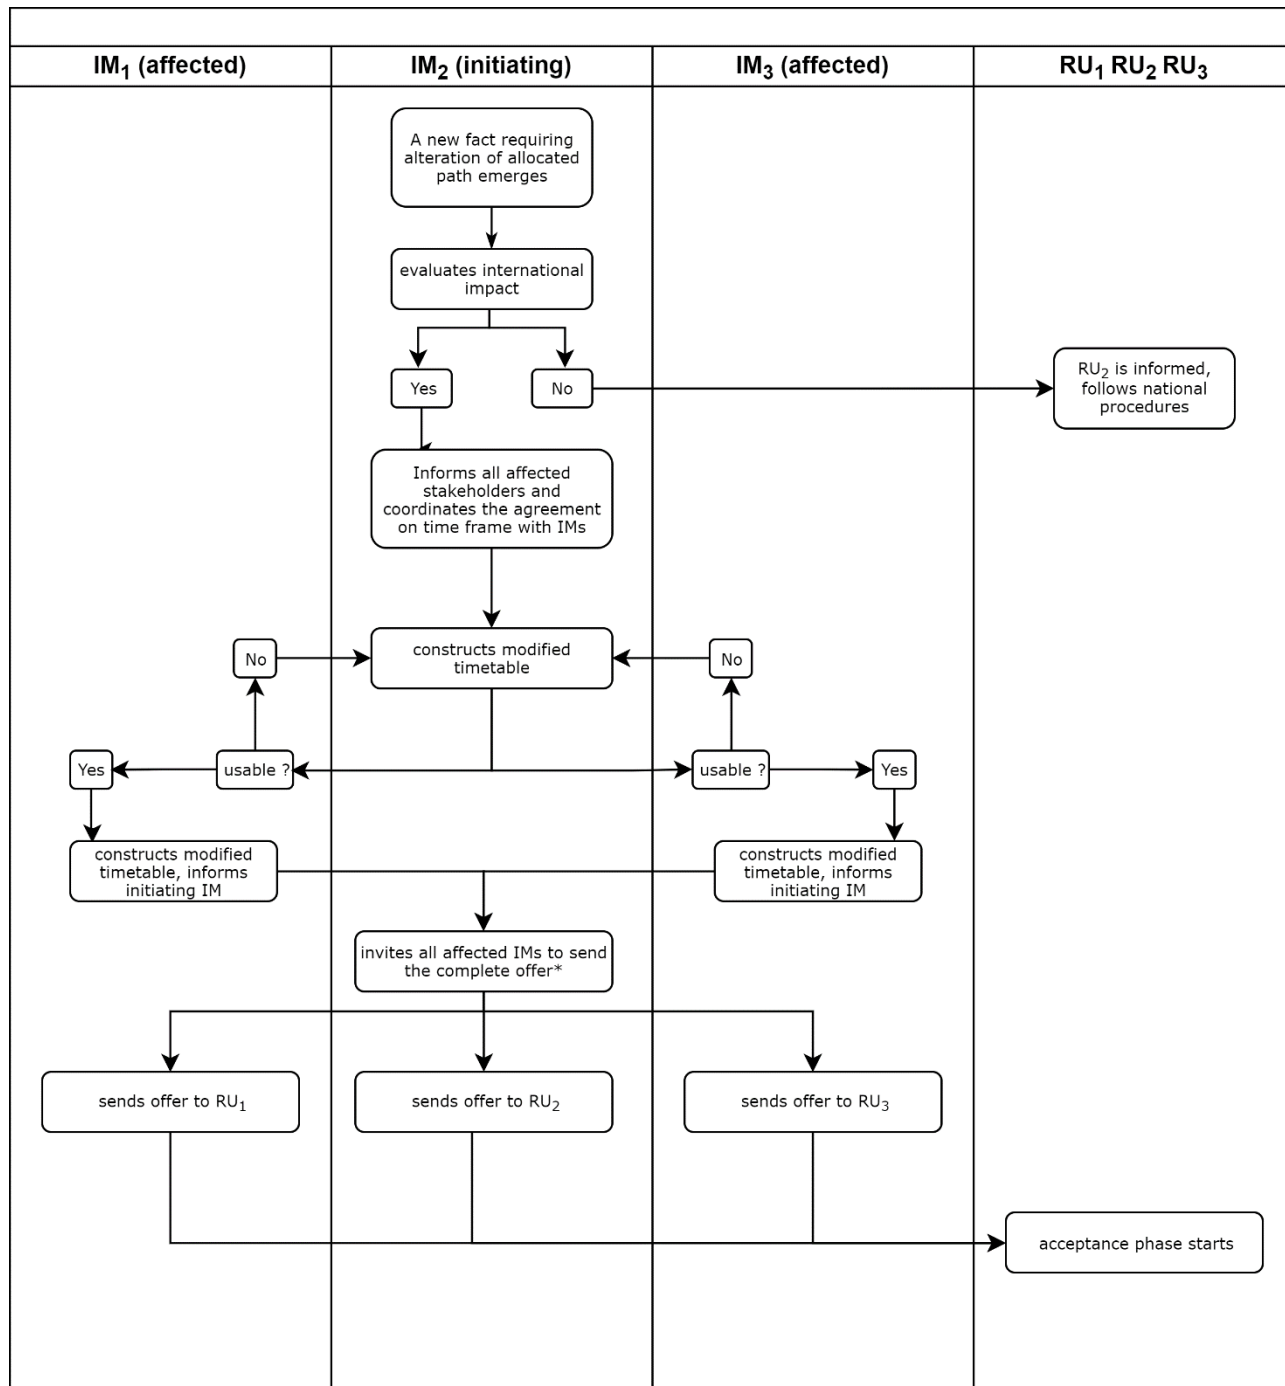 IM1 (affected)
IM2 (initiating)
IM3 (affected)
RU1 RU2 RU3
A new fact requiring
alteration of allocated
path emerges
evaluates international
impact
Yes
No
RU2 is informed,
follows national
procedures
Informs all affected
stakeholders and
coordinates the agreement
on time frame with IMs
No
constructs modified
timetable
No
Yes
usable ?
usable ?
Yes
constructs modified
timetable, informs
initiating IM
constructs modified
timetable, informs
initiating IM
invites all affected IMs to send
the complete offer*
sends offer to RU1
sends offer to RU2
sends offer to RU3
acceptance phase starts